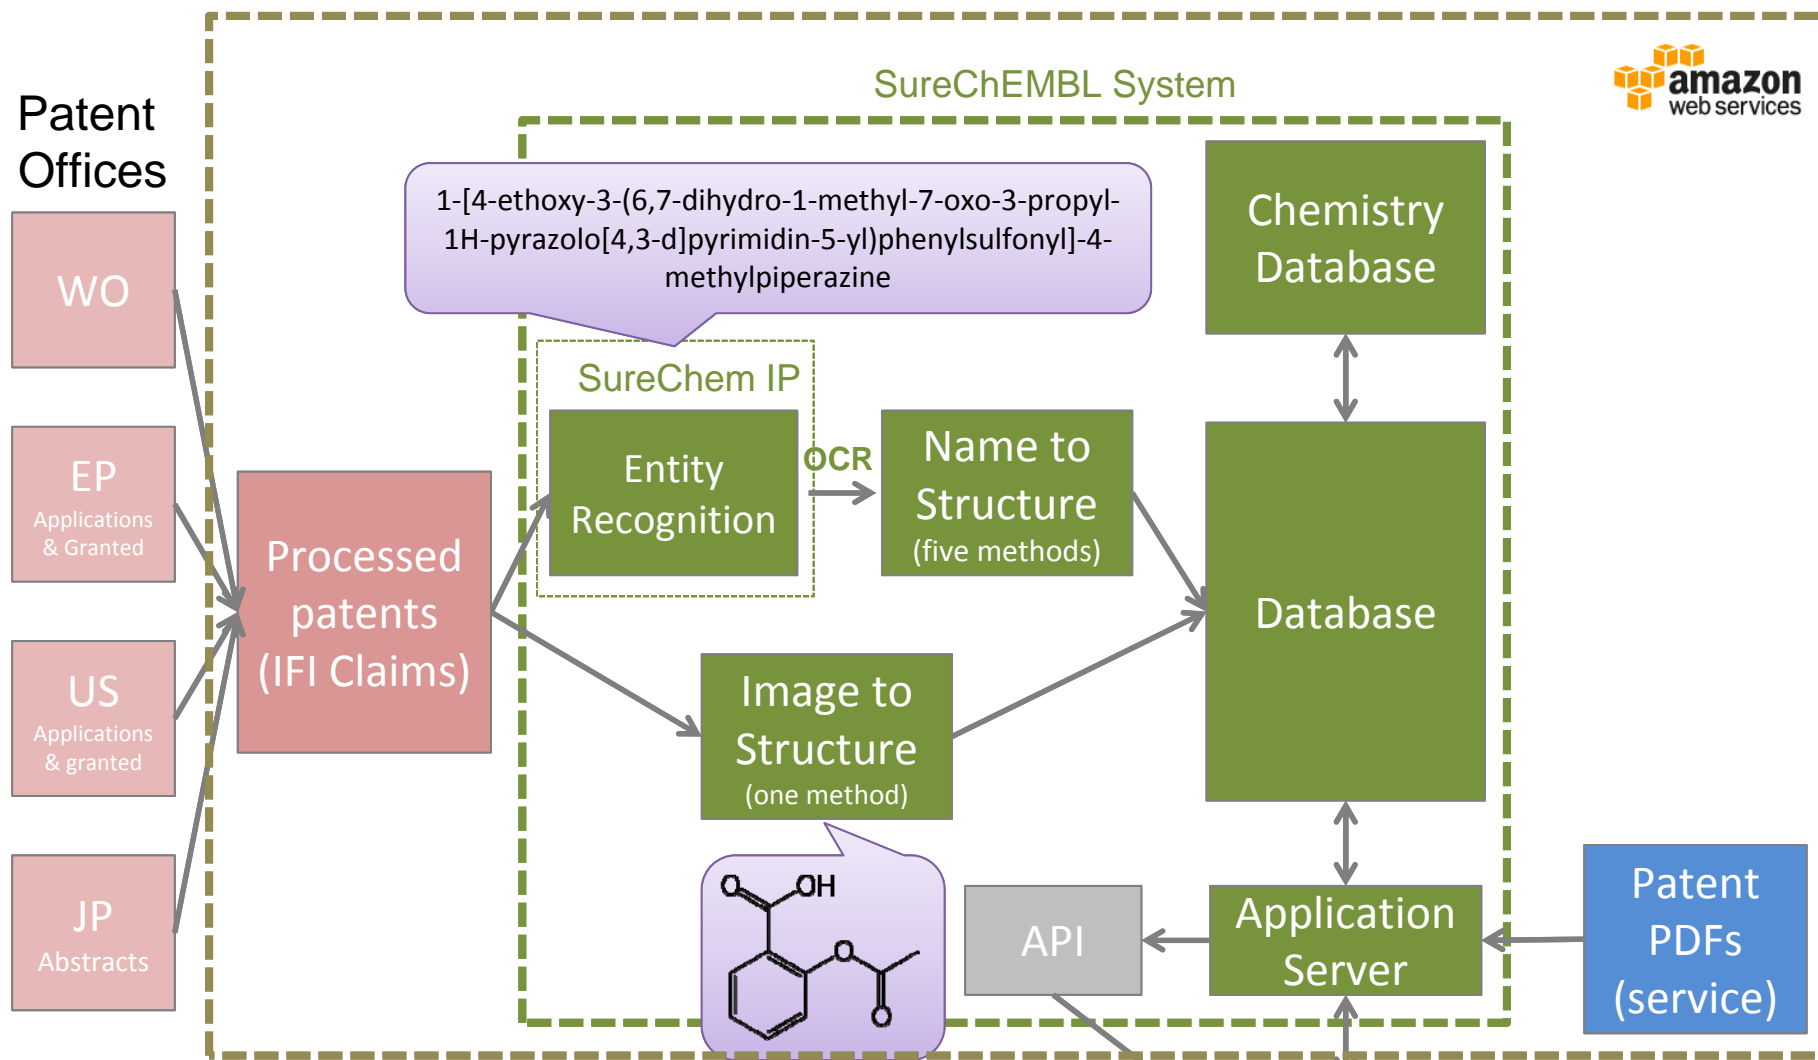 SureChEMBL System
amazon
web services
Patent
Offices
1-[4-ethoxy-3-(6,7-dihydro-1-methyl-7-oxo-3-propyl-
1H-pyrazolo[4,3-d]pyrimidin-5-yl)phenylsulfonyl]-4-
methylpiperazine
Chemistry
Database
WO
SureChem IP
EP
Applications
& Granted
Processed
patents
(IFI Claims)
Entity
Recognition
OCR
Name to
Structure
(five methods)
Database
US
Applications
& granted
Image to
Structure
(one method)
JP
Abstracts
O
OH
O
O
API
Application
Server
Patent
PDFs
(service)